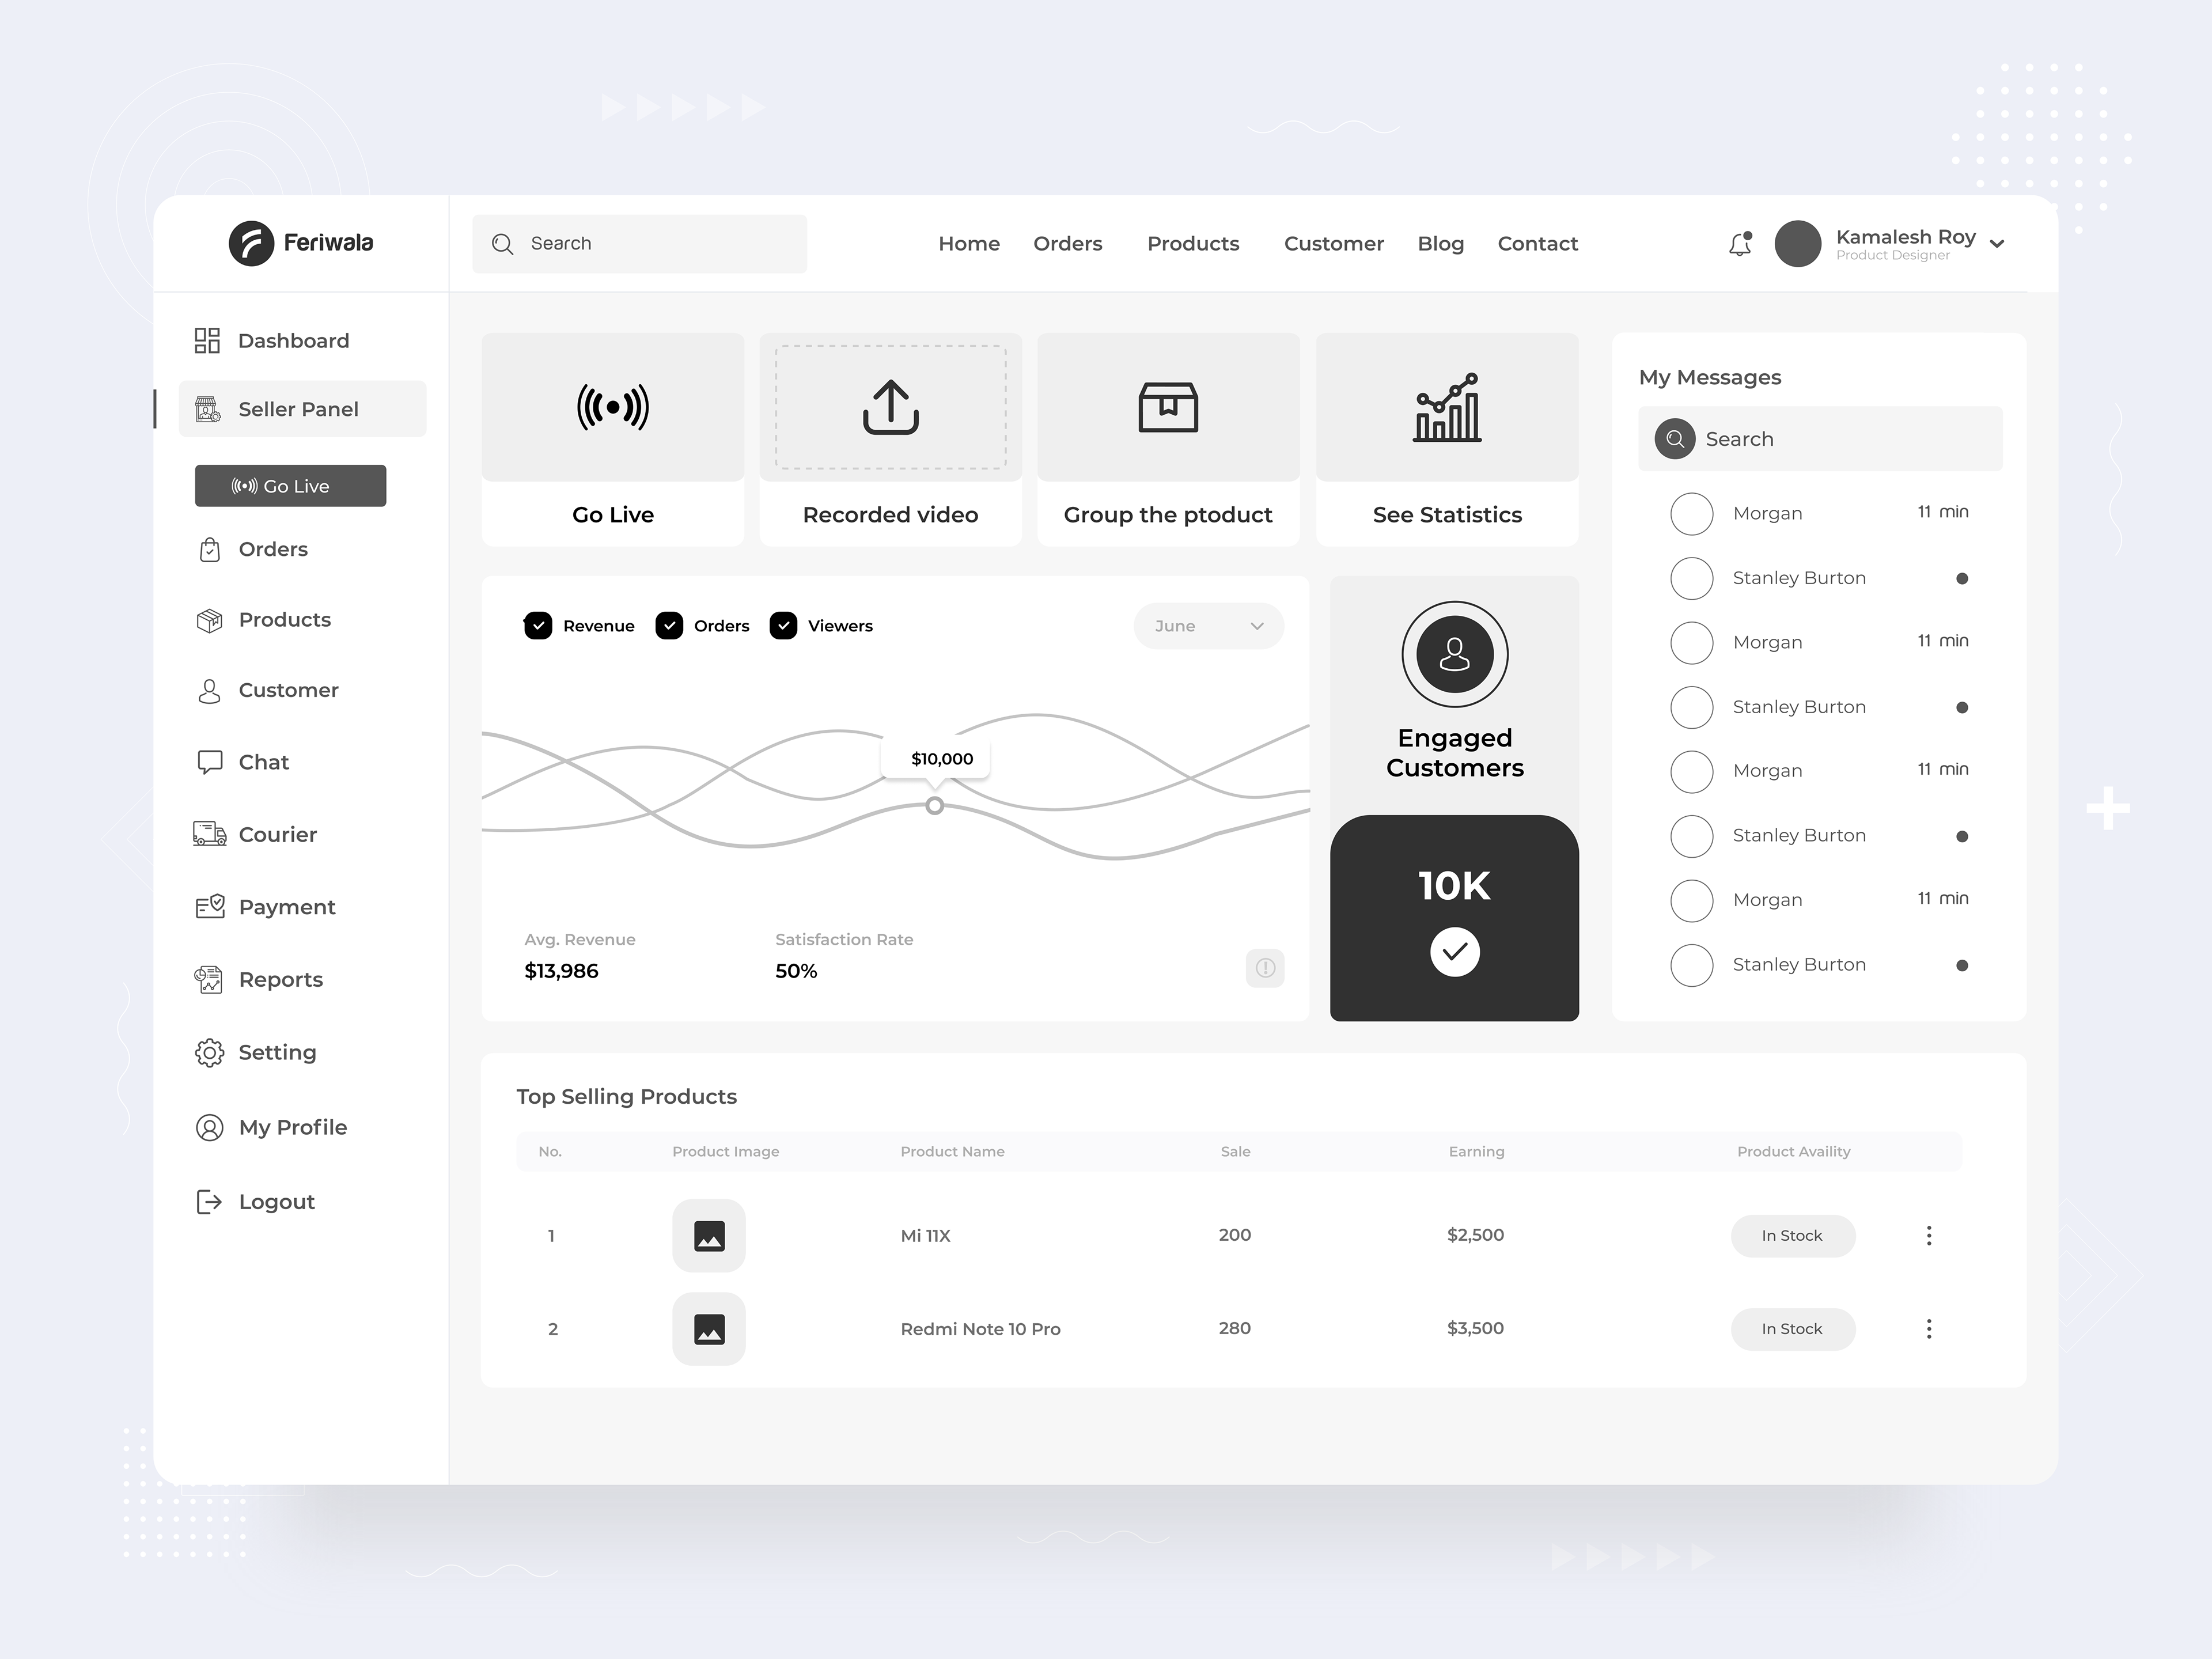 Feriwala
Search
Home
Orders
Products
Customer
Blog
Contact
Kamalesh Roy
Product Designer
Dashboard
Seller Panel
Go Live
Orders
Products
Customer
Chat
Courier
Payment
Reports
Setting
My Profile
Logout
Go Live
Recorded video
Group the ptoduct
See Statistics
Revenue
Orders
Viewers
June
$10,000
Avg. Revenue
$13,986
Satisfaction Rate
50%
Engaged
Customers
10K
My Messages
Search
Morgan
11 min
Stanley Burton
Morgan
11 min
Stanley Burton
Morgan
11 min
Stanley Burton
Morgan
11 min
Stanley Burton
Top Selling Products
No.
Product Image
Product Name
Sale
Earning
Product Availity
1
Mi 11X
200
$2,500
In Stock
2
Redmi Note 10 Pro
280
$3,500
In Stock